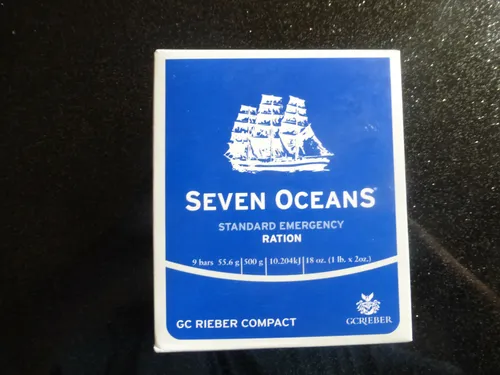 SEVEN OCEANS®
STANDARD EMERGENCY
RATION
9 bars 55.6 g 500 g 10.204kJ 18 oz. (1 lb. x 2oz.)
GC RIEBER COMPACT
GCRIEBER